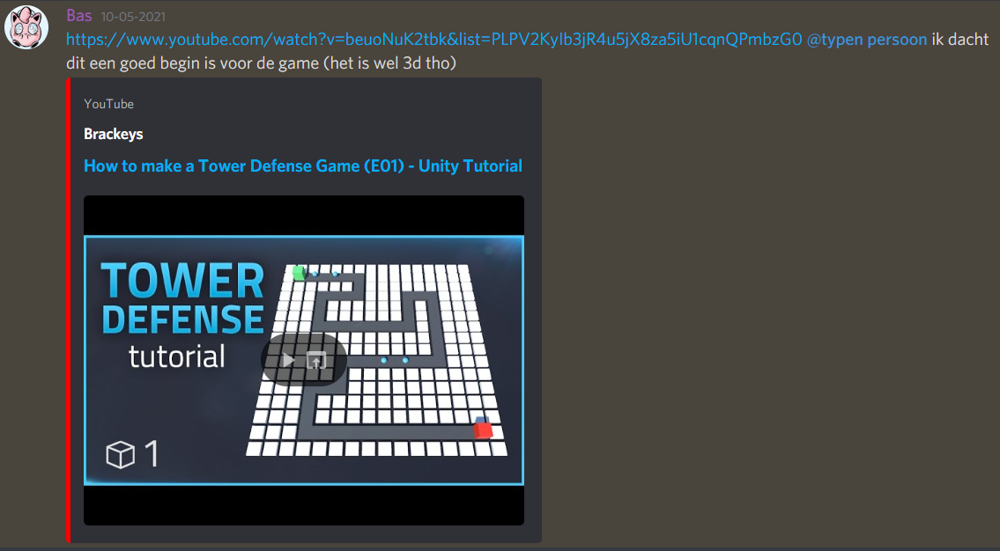 Bas 10-05-2021
https://www.youtube.com/watch?v=beuoNuK2tbk&list=PLPV2KyIb3jR4u5jX8za5iU1cqnQPmbzG0 @typen persoon ik dacht
dit een goed begin is voor de game (het is wel 3d tho)
YouTube
Brackeys
How to make a Tower Defense Game (E01) - Unity Tutorial
TOWER
DEFENSE
tutorial
1